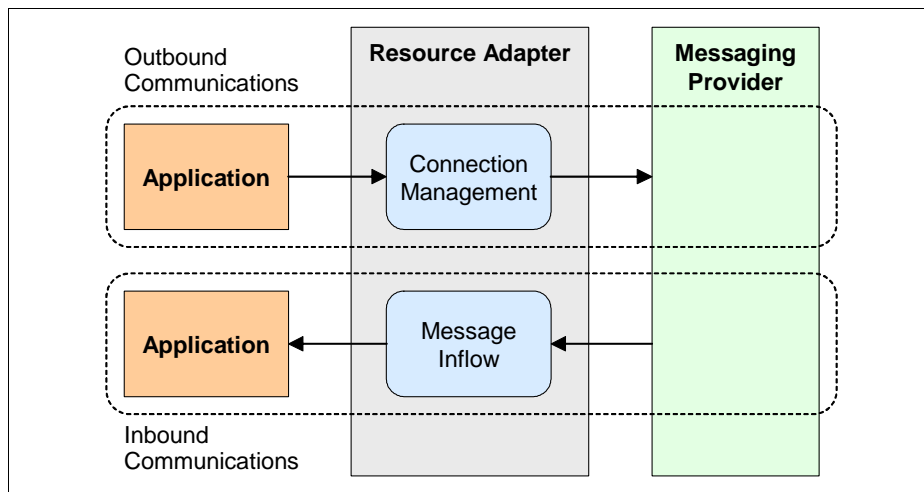 Outbound
Communications
Resource Adapter
Messaging
Provider
Application
Connection
Management
Application
Message
Inflow
Inbound
Communications